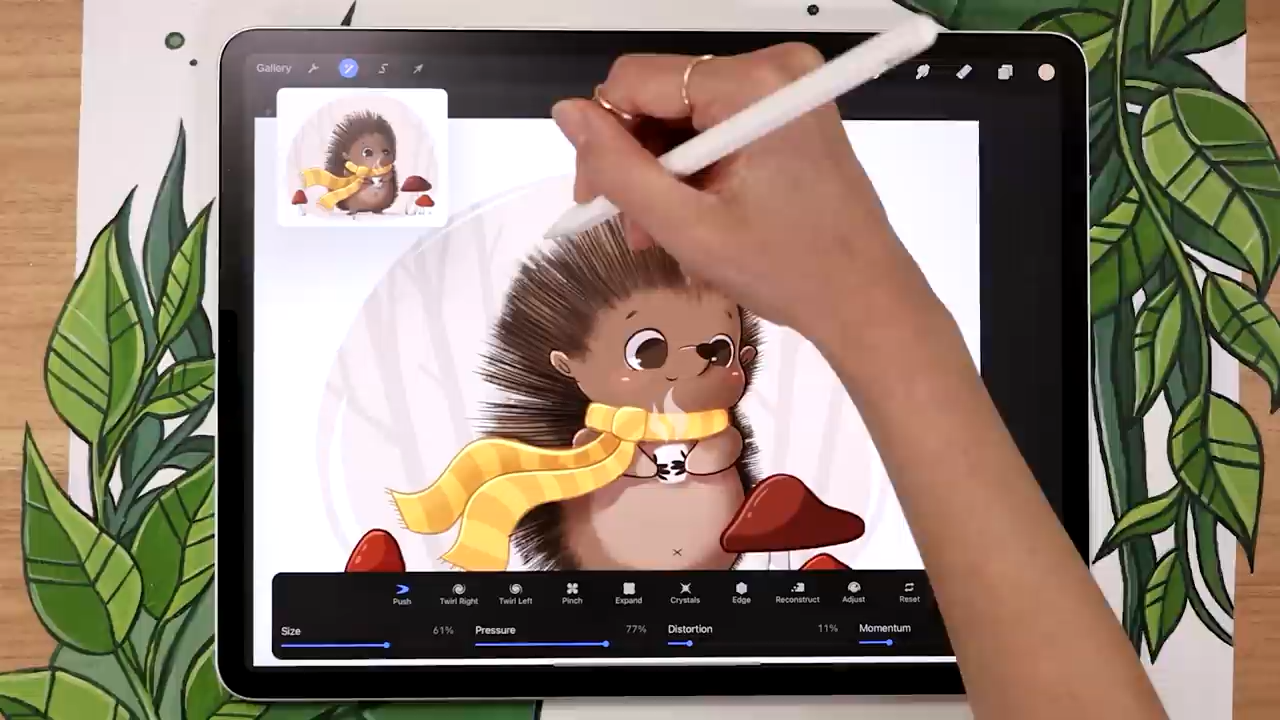 Gallery
Push Twirl Right Twirl Left Pinch Expand Crystals Edge Reconstruct Adjust Reset
Size 61% Pressure 77% Distortion 11% Momentum